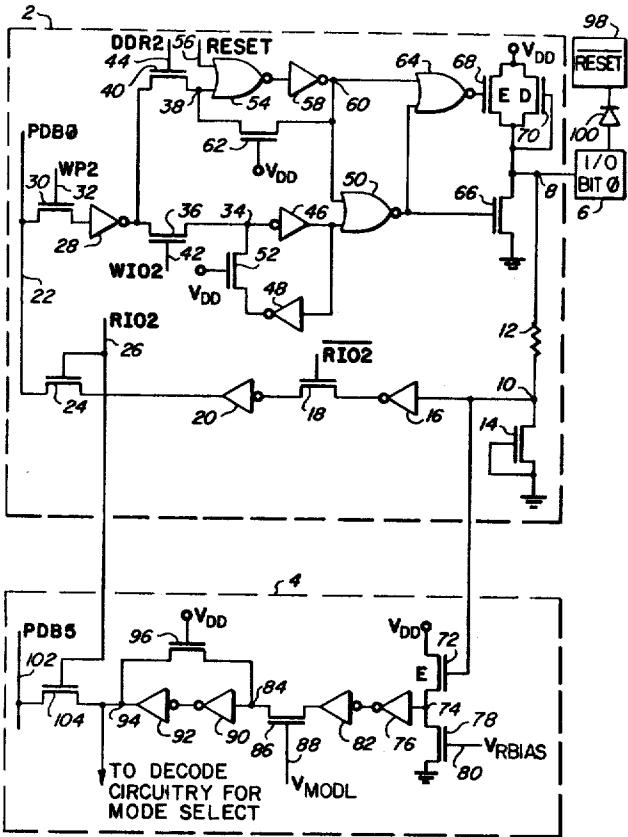 2
98
DDR2
44
40
56
RESET
38
54
58
60
62
VDD
64
68
E D
VDD
70
RESET
100
I/O
BIT 0
6
8
PDB0
WP2
30
32
28
36
34
46
50
66
42
WIO2
52
VDD
48
22
RIO2
26
24
20
RIO2
18
16
10
12
14
4
PDB5
102
104
96
VDD
94
92
90
84
86
88
VMODL
82
76
VDD
E
72
74
78
80
VRBIAS
TO DECODE
CIRCUITRY FOR
MODE SELECT